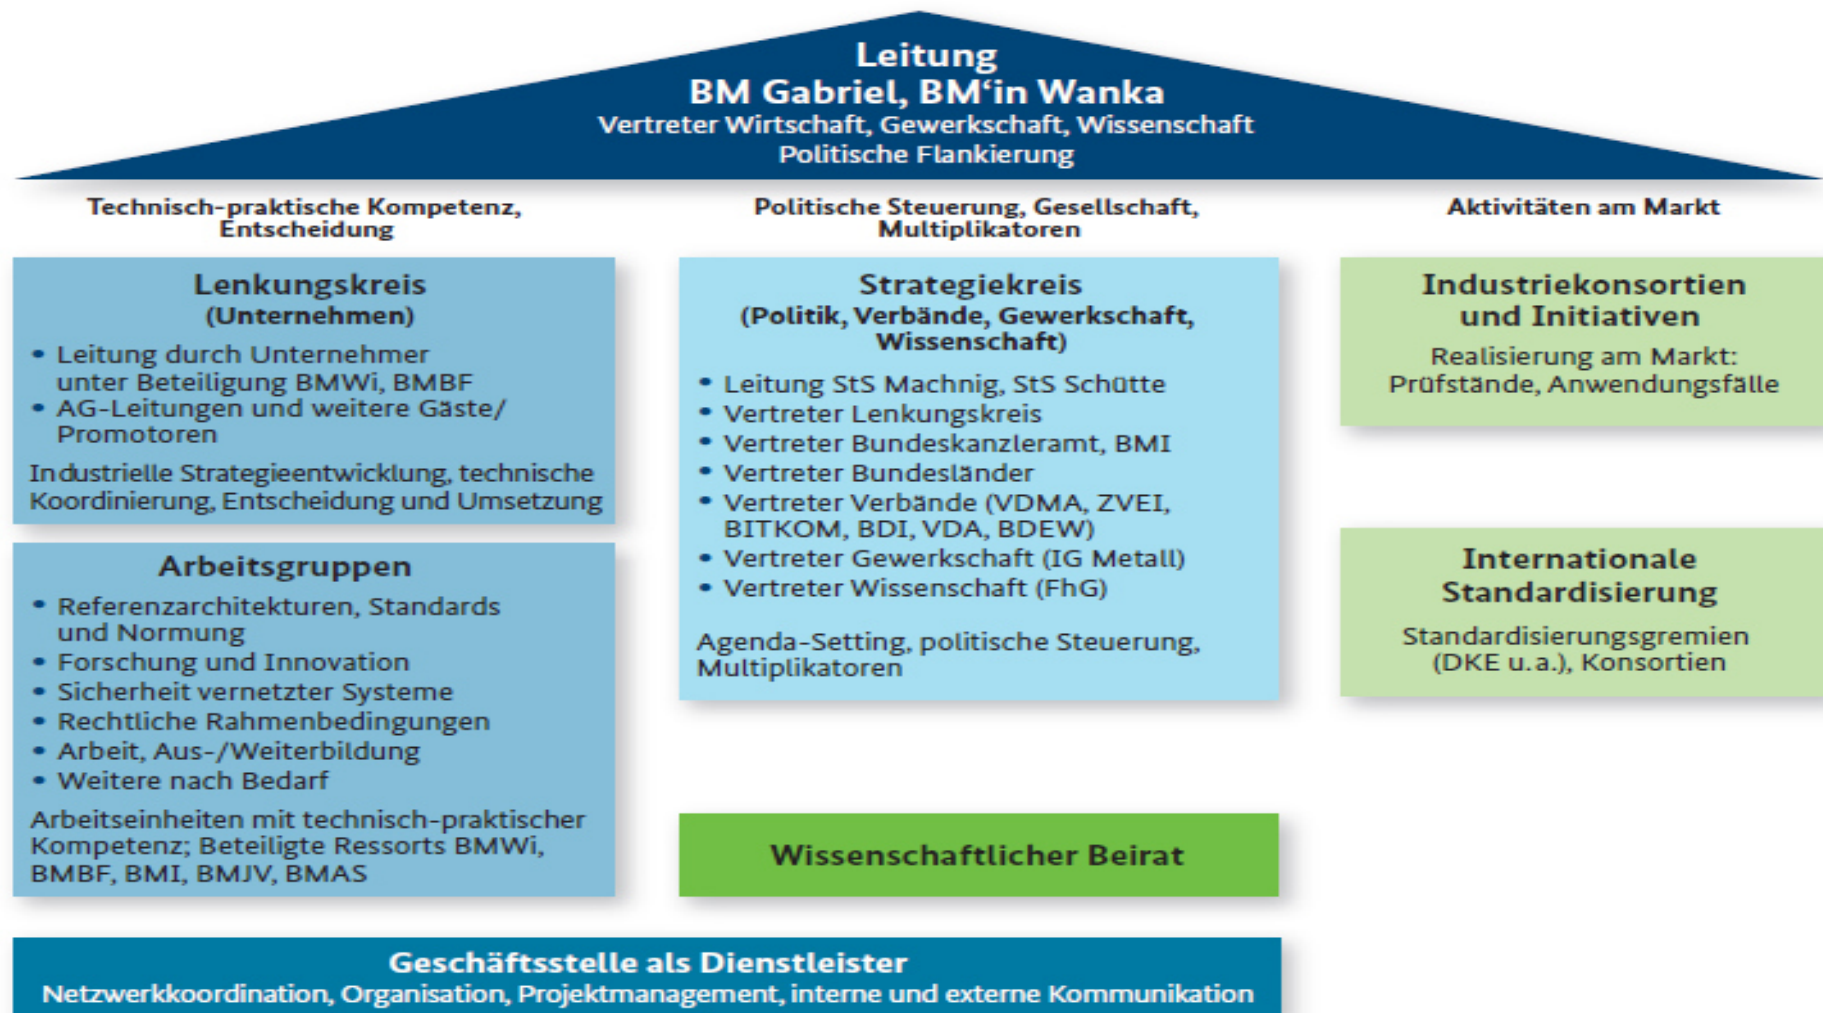 Leitung
BM Gabriel, BM‘in Wanka
Vertreter Wirtschaft, Gewerkschaft, Wissenschaft
Politische Flankierung
Technisch-praktische Kompetenz,
Entscheidung
Lenkungskreis
(Unternehmen)
• Leitung durch Unternehmer
unter Beteiligung BMWi, BMBF
• AG-Leitungen und weitere Gäste/
Promotoren
Industrielle Strategieentwicklung, technische
Koordinierung, Entscheidung und Umsetzung
Arbeitsgruppen
• Referenzarchitekturen, Standards
und Normung
• Forschung und Innovation
• Sicherheit vernetzter Systeme
• Rechtliche Rahmenbedingungen
• Arbeit, Aus-/Weiterbildung
• Weitere nach Bedarf
Arbeitseinheiten mit technisch-praktischer
Kompetenz; Beteiligte Ressorts BMWi,
BMBF, BMI, BMJV, BMAS
Politische Steuerung, Gesellschaft,
Multiplikatoren
Strategiekreis
(Politik, Verbände, Gewerkschaft,
Wissenschaft)
• Leitung StS Machnig, StS Schütte
• Vertreter Lenkungskreis
• Vertreter Bundeskanzleramt, BMI
• Vertreter Bundesländer
• Vertreter Verbände (VDMA, ZVEI,
BITKOM, BDI, VDA, BDEW)
• Vertreter Gewerkschaft (IG Metall)
• Vertreter Wissenschaft (FhG)
Agenda-Setting, politische Steuerung,
Multiplikatoren
Wissenschaftlicher Beirat
Aktivitäten am Markt
Industriekonsortien
und Initiativen
Realisierung am Markt:
Prüfstände, Anwendungsfälle
Internationale
Standardisierung
Standardisierungsgremien
(DKE u. a.), Konsortien
Geschäftsstelle als Dienstleister
Netzwerkkoordination, Organisation, Projektmanagement, interne und externe Kommunikation